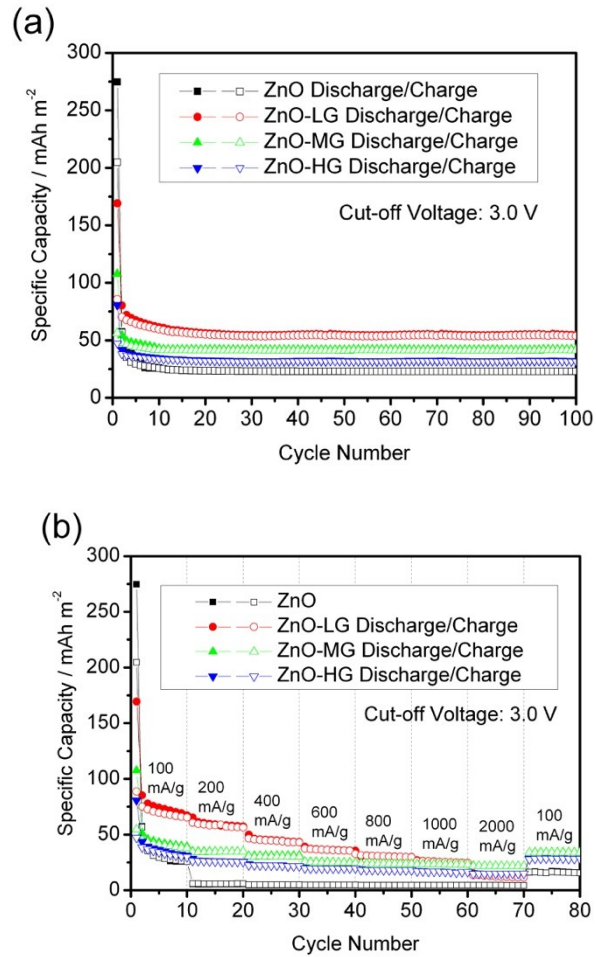 (a)
300
250
200
150
100
50
0
Specific Capacity / mAh m⁻²
ZnO Discharge/Charge
ZnO-LG Discharge/Charge
ZnO-MG Discharge/Charge
ZnO-HG Discharge/Charge
Cut-off Voltage: 3.0 V
0 10 20 30 40 50 60 70 80 90 100
Cycle Number
(b)
300
250
200
150
100
50
0
Specific Capacity / mAh m⁻²
ZnO
ZnO-LG Discharge/Charge
ZnO-MG Discharge/Charge
ZnO-HG Discharge/Charge
Cut-off Voltage: 3.0 V
100
mA/g
200
mA/g
400
mA/g
600
mA/g
800
mA/g
1000
mA/g
2000
mA/g
100
mA/g
0 10 20 30 40 50 60 70 80
Cycle Number